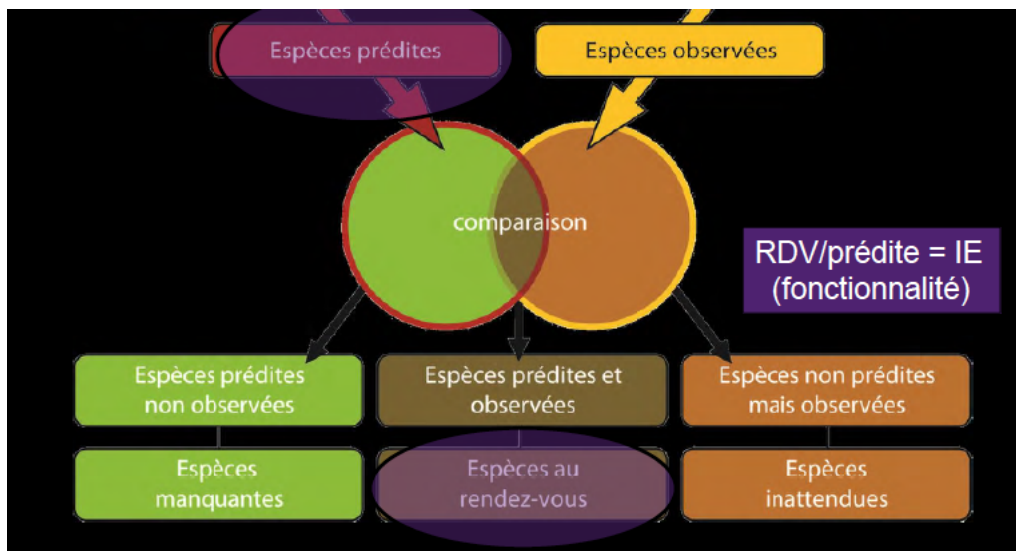 Espèces prédites
Espèces observées
comparaison
RDV/prédite = IE
(fonctionnalité)
Espèces prédites
non observées
Espèces prédites et
observées
Espèces non prédites
mais observées
Espèces
manquantes
Espèces au
rendez-vous
Espèces
inattendues